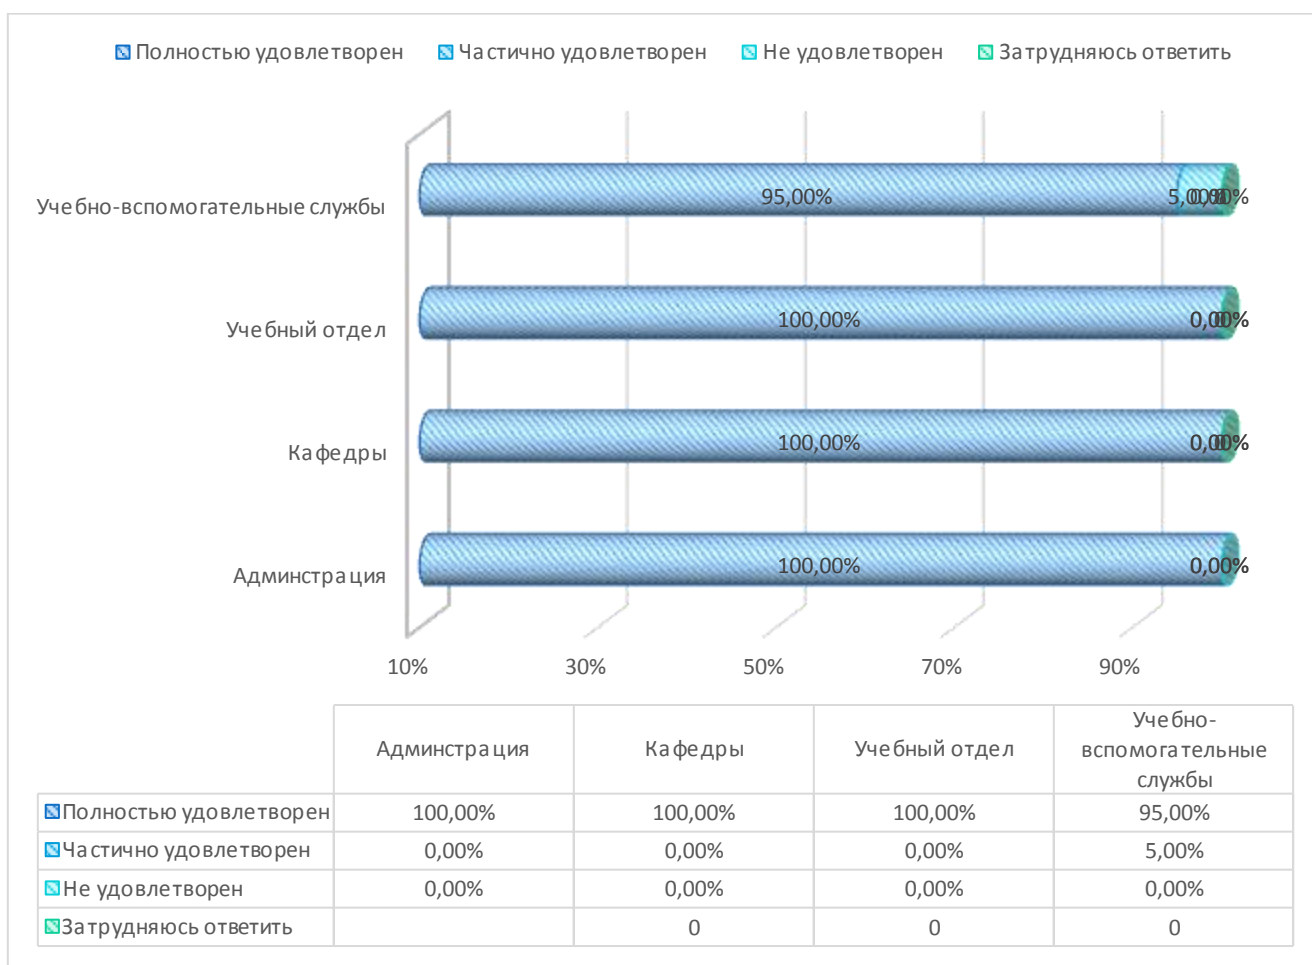 Полностью удовлетворен Частично удовлетворен Не удовлетворен Затрудняюсь ответить
Учебно-вспомогательные службы 95,00% 5,00% 0,00%
Учебный отдел 100,00% 0,00%
Кафедры 100,00% 0,00%
Админстрация 100,00% 0,00%
10% 30% 50% 70% 90%
Админстрация Кафедры Учебный отдел Учебно-
вспомогательные
службы
Полностью удовлетворен 100,00% 100,00% 100,00% 95,00%
Частично удовлетворен 0,00% 0,00% 0,00% 5,00%
Не удовлетворен 0,00% 0,00% 0,00% 0,00%
Затрудняюсь ответить 0 0 0